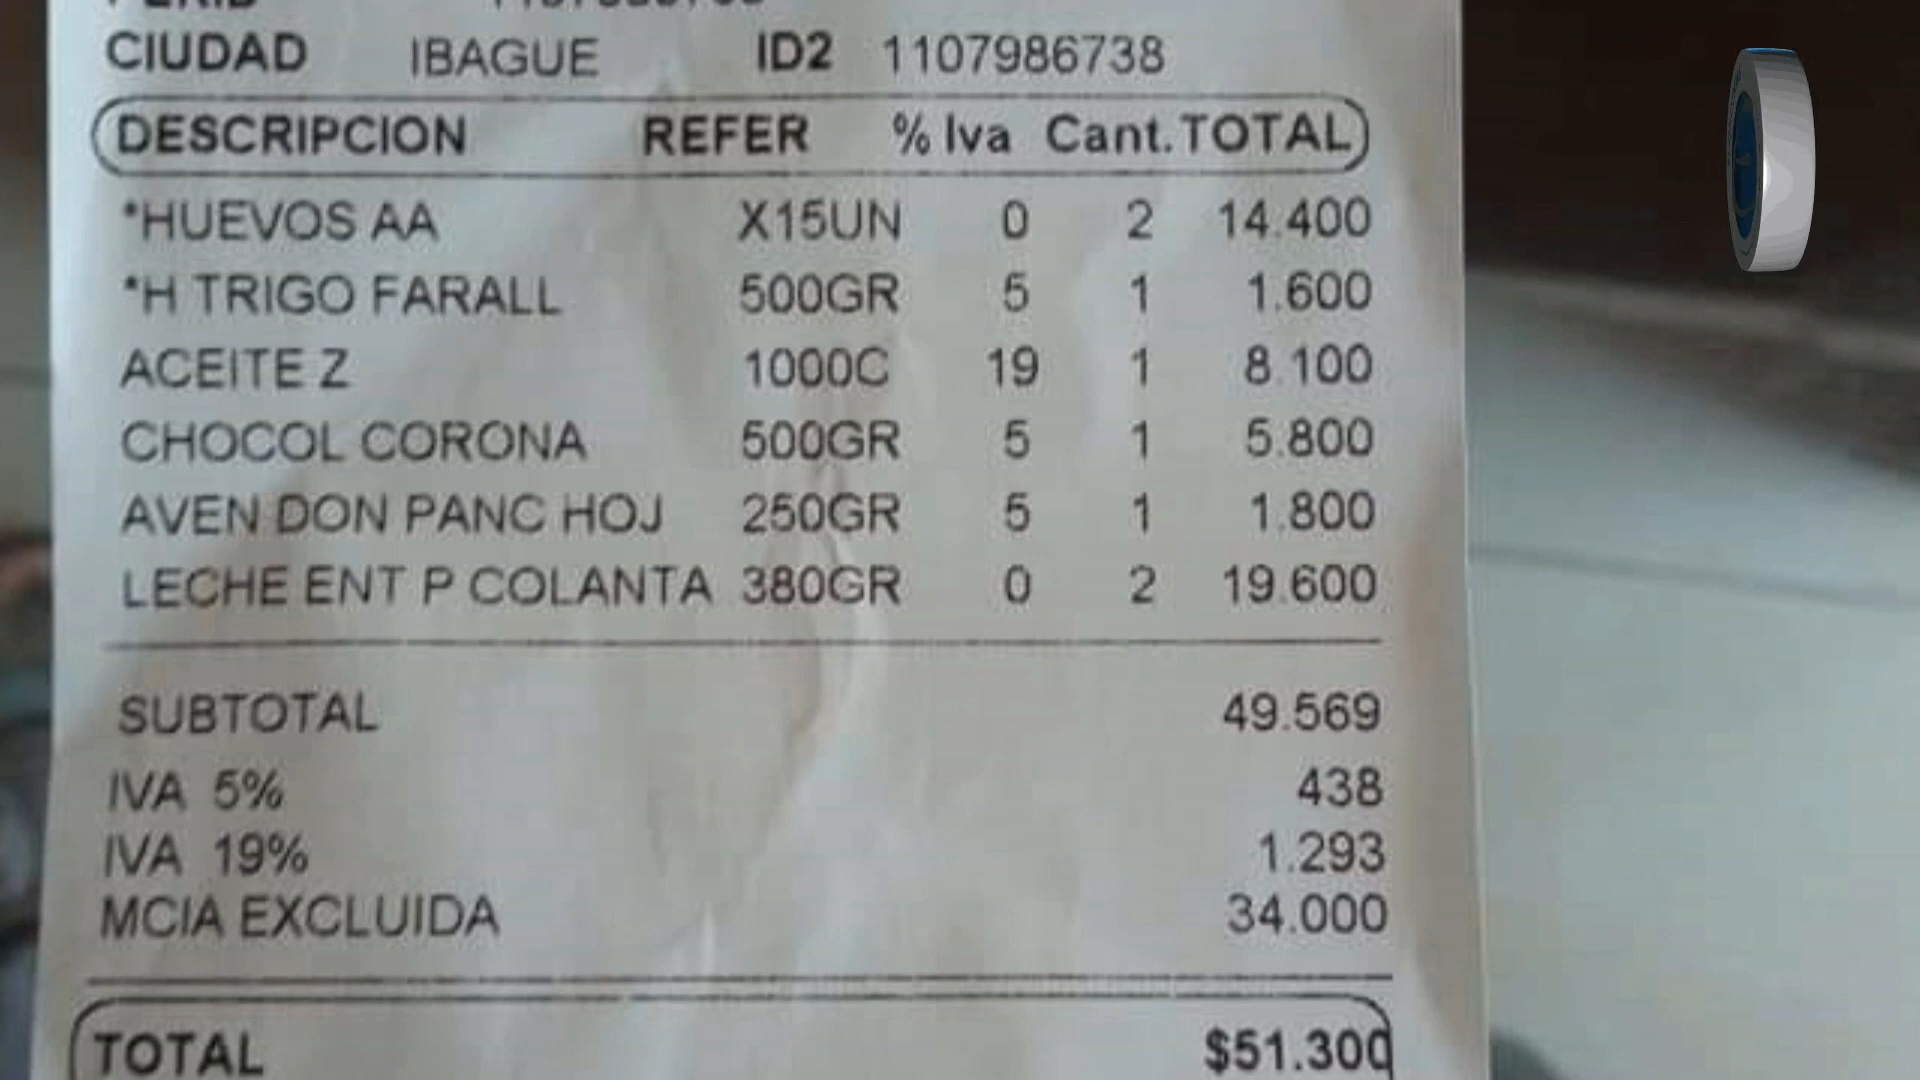 CIUDAD IBAGUE ID2 1107986738
DESCRIPCION REFER % Iva Cant. TOTAL
*HUEVOS AA X15UN 0 2 14.400
*H TRIGO FARALL 500GR 5 1 1.600
ACEITE Z 1000C 19 1 8.100
CHOCOL CORONA 500GR 5 1 5.800
AVEN DON PANC HOJ 250GR 5 1 1.800
LECHE ENT P COLANTA 380GR 0 2 19.600
SUBTOTAL 49.569
IVA 5% 438
IVA 19% 1.293
MCIA EXCLUIDA 34.000
TOTAL $51.300